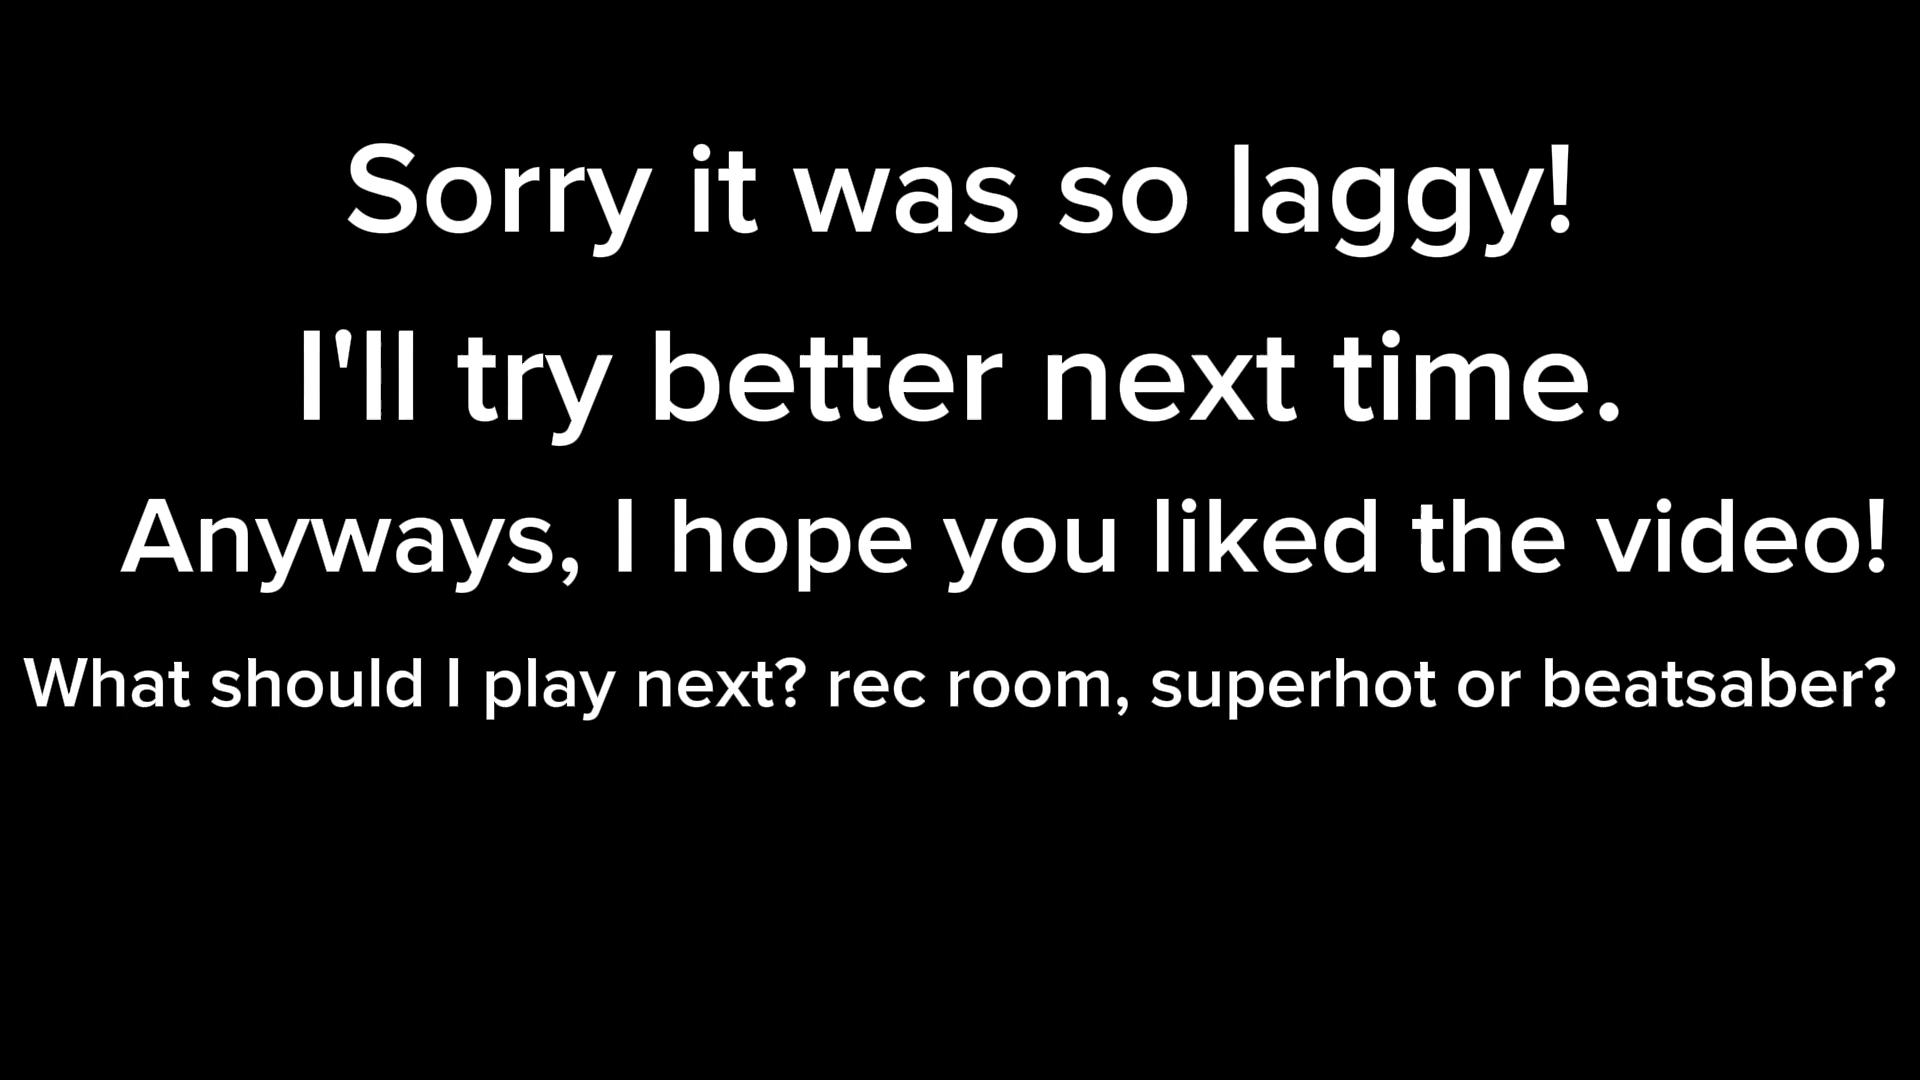 Sorry it was so laggy!
I'll try better next time.
Anyways, I hope you liked the video!
What should I play next? rec room, superhot or beatsaber?